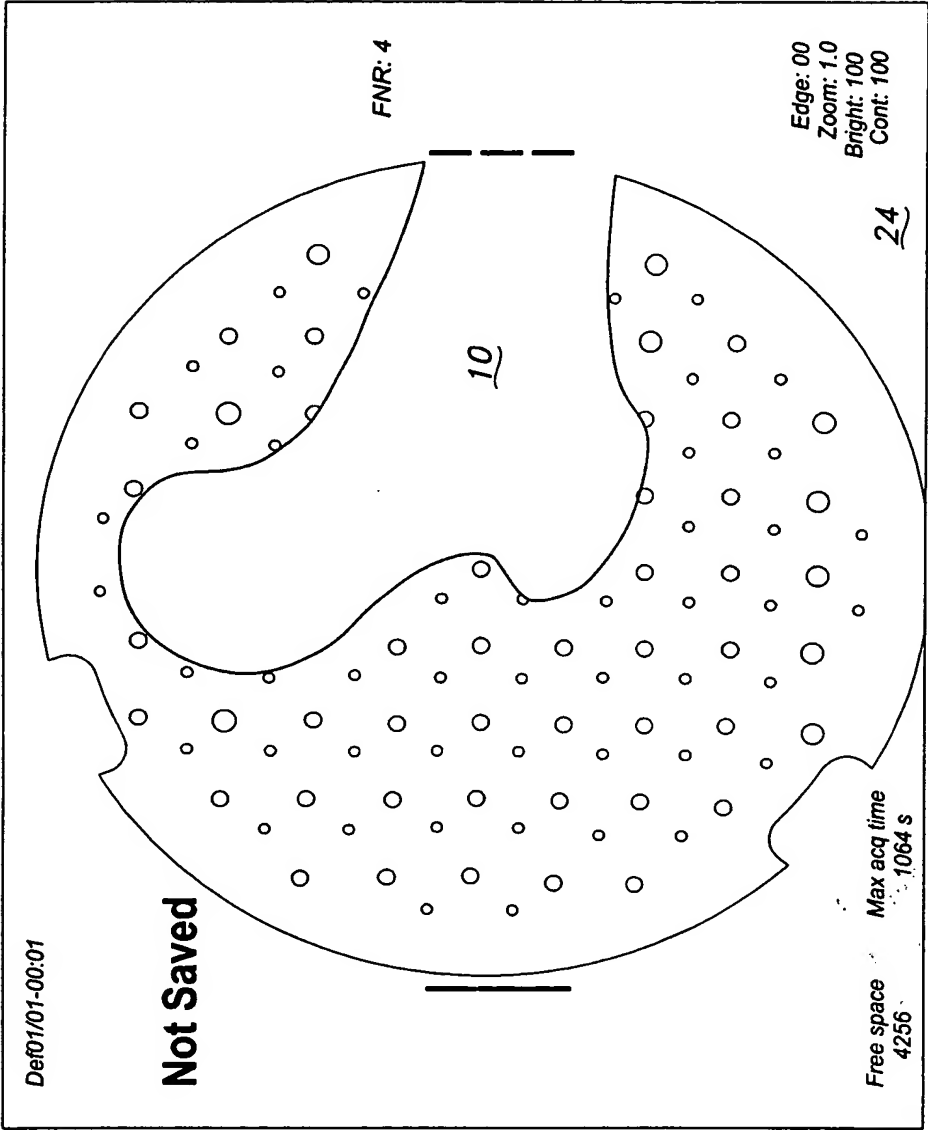 Def01/01-00:01
FNR: 4
Not Saved
10
24
Edge: 00
Zoom: 1.0
Bright: 100
Cont: 100
Free space Max acq time
4256 1064 s